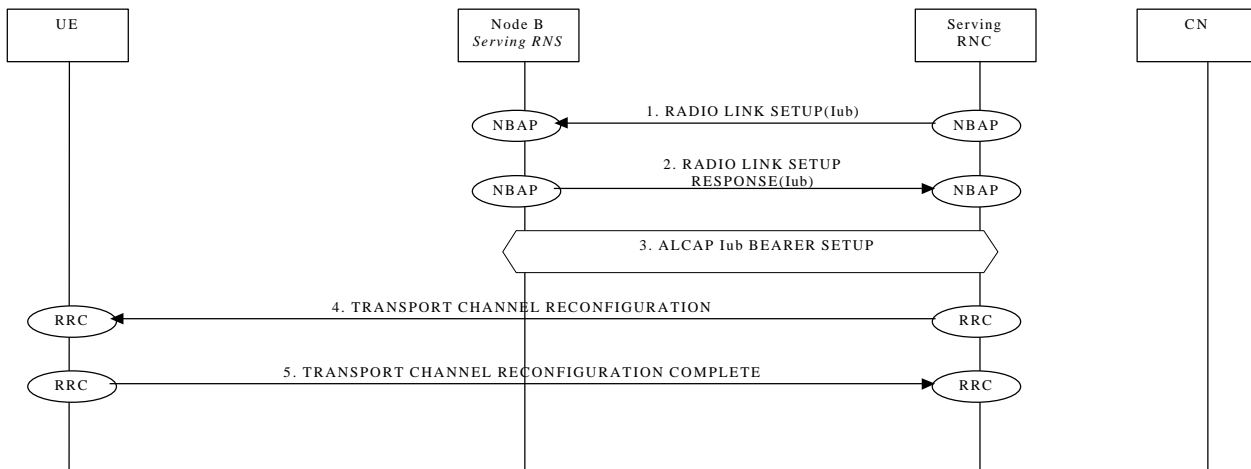 UE
Node B
Serving RNS
Serving
RNC
CN
1. RADIO LINK SETUP(Iub)
NBAP
NBAP
2. RADIO LINK SETUP
RESPONSE(Iub)
NBAP
NBAP
3. ALCAP Iub BEARER SETUP
4. TRANSPORT CHANNEL RECONFIGURATION
RRC
RRC
5. TRANSPORT CHANNEL RECONFIGURATION COMPLETE
RRC
RRC